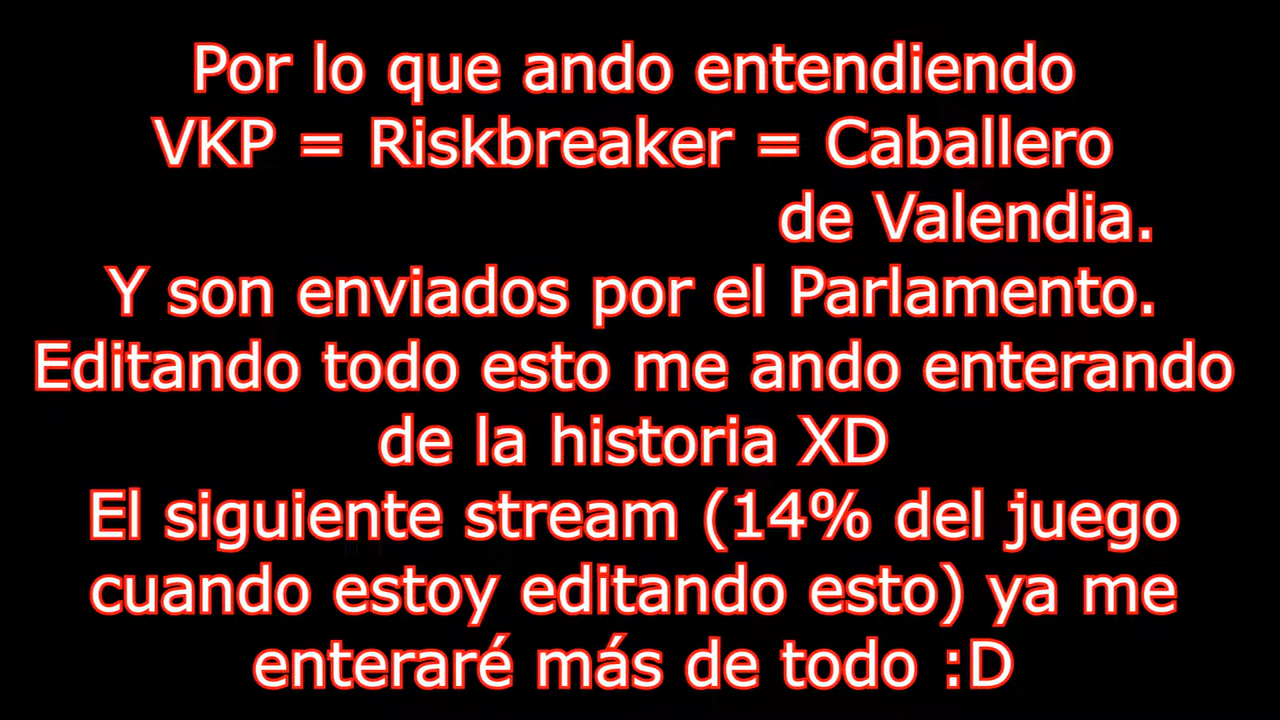 Por lo que ando entendiendo
VKP = Riskbreaker = Caballero
de Valendia.
Y son enviados por el Parlamento.
Editando todo esto me ando enterando
de la historia XD
El siguiente stream (14% del juego
cuando estoy editando esto) ya me
enteraré más de todo :D